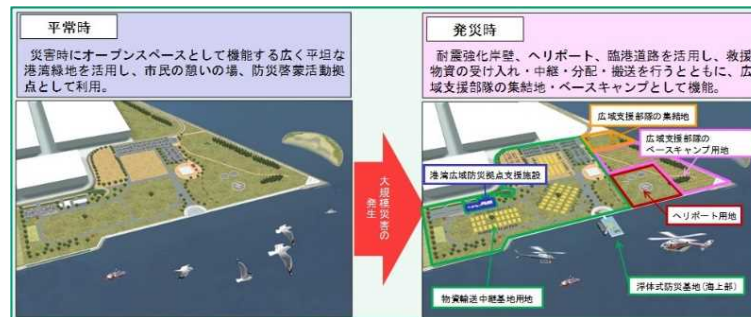 平常時
災害時にオープンスペースとして機能する広く平坦な
港湾緑地を活用し、市民の憩いの場、防災啓蒙活動拠
点として利用。
大規模災害の
発生
発災時
耐震強化岸壁、ヘリポート、臨港道路を活用し、救援
物資の受け入れ・中継・分配・搬送を行うとともに、広
域支援部隊の集結地・ベースキャンプとして機能。
広域支援部隊の集結地
広域支援部隊の
ベースキャンプ用地
港湾広域防災拠点支援施設
ヘリポート用地
物資輸送中継基地用地
浮体式防災基地(海上部)